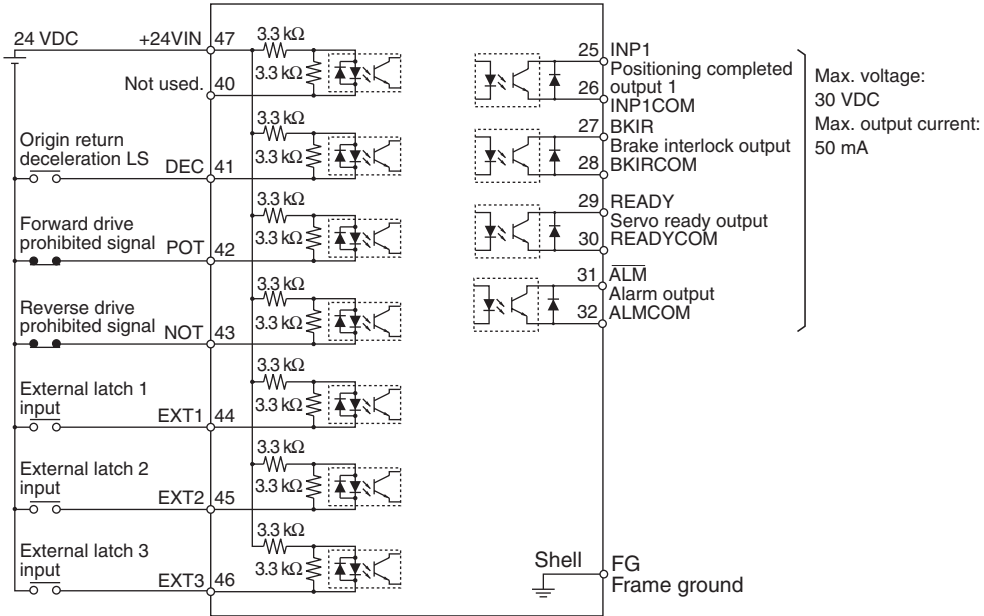 24 VDC
+24VIN 47
3.3 kΩ
3.3 kΩ
Not used. 40
Origin return
deceleration LS
DEC 41
3.3 kΩ
3.3 kΩ
Forward drive
prohibited signal
POT 42
3.3 kΩ
3.3 kΩ
Reverse drive
prohibited signal
NOT 43
3.3 kΩ
3.3 kΩ
External latch 1
input
EXT1 44
3.3 kΩ
3.3 kΩ
External latch 2
input
EXT2 45
3.3 kΩ
3.3 kΩ
External latch 3
input
EXT3 46
3.3 kΩ
3.3 kΩ
25 INP1
Positioning completed
output 1
26
INP1COM
27 BKIR
Brake interlock output
28 BKIRCOM
29 READY
Servo ready output
30 READYCOM
31 A̅L̅M̅
Alarm output
32 ALMCOM
Max. voltage:
30 VDC
Max. output current:
50 mA
Shell FG
Frame ground